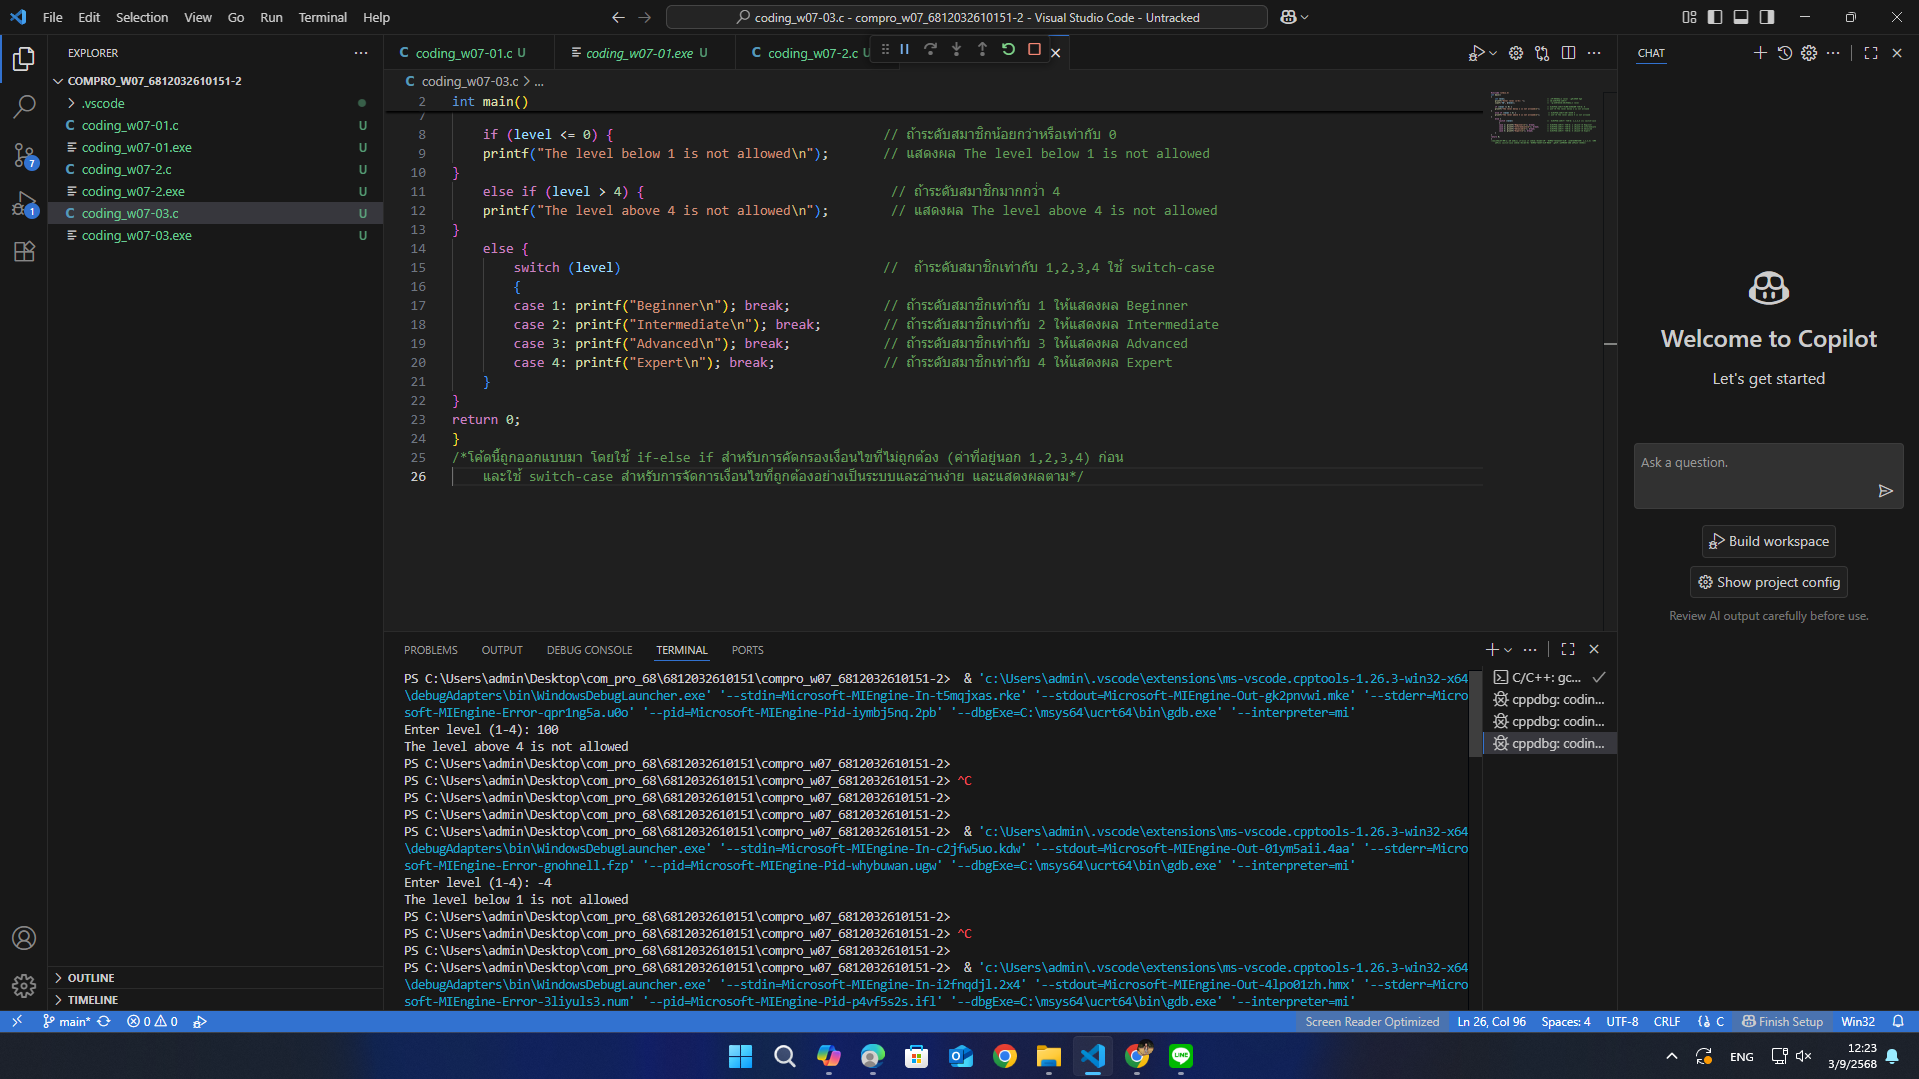 File Edit Selection View Go Run Terminal Help
coding_w07-03.c - compro_w07_6812032610151-2 - Visual Studio Code - Untracked
EXPLORER
COMPRO_W07_6812032610151-2
.vscode
coding_w07-01.c U
coding_w07-01.exe U
coding_w07-2.c U
coding_w07-2.exe U
coding_w07-03.c U
coding_w07-03.exe U
7
1
OUTLINE
TIMELINE
coding_w07-01.c U coding_w07-01.exe U coding_w07-2.c U
coding_w07-03.c > ...
2 int main()
7
8 if (level <= 0) { // ถ้าระดับสมาชิกน้อยกว่าหรือเท่ากับ 0
9 printf("The level below 1 is not allowed\n"); // แสดงผล The level below 1 is not allowed
10 }
11 else if (level > 4) { // ถ้าระดับสมาชิกมากกว่า 4
12 printf("The level above 4 is not allowed\n"); // แสดงผล The level above 4 is not allowed
13 }
14 else {
15 switch (level) // ถ้าระดับสมาชิกเท่ากับ 1,2,3,4 ใช้ switch-case
16 {
17 case 1: printf("Beginner\n"); break; // ถ้าระดับสมาชิกเท่ากับ 1 ให้แสดงผล Beginner
18 case 2: printf("Intermediate\n"); break; // ถ้าระดับสมาชิกเท่ากับ 2 ให้แสดงผล Intermediate
19 case 3: printf("Advanced\n"); break; // ถ้าระดับสมาชิกเท่ากับ 3 ให้แสดงผล Advanced
20 case 4: printf("Expert\n"); break; // ถ้าระดับสมาชิกเท่ากับ 4 ให้แสดงผล Expert
21 }
22 }
23 return 0;
24 }
25 /*โค้ดนี้ถูกออกแบบมา โดยใช้ if-else if สำหรับการคัดกรองเงื่อนไขที่ไม่ถูกต้อง (ค่าที่อยู่นอก 1,2,3,4) ก่อน
26 และใช้ switch-case สำหรับการจัดการเงื่อนไขที่ถูกต้องอย่างเป็นระบบและอ่านง่าย และแสดงผลตาม*/
PROBLEMS OUTPUT DEBUG CONSOLE TERMINAL PORTS
PS C:\Users\admin\Desktop\com_pro_68\6812032610151\compro_w07_6812032610151-2> & 'c:\Users\admin\.vscode\extensions\ms-vscode.cpptools-1.26.3-win32-x64
\debugAdapters\bin\WindowsDebugLauncher.exe' '--stdin=Microsoft-MIEngine-In-t5mqjxas.rke' '--stdout=Microsoft-MIEngine-Out-gk2pnvwi.mke' '--stderr=Micro
soft-MIEngine-Error-qpr1ng5a.u0o' '--pid=Microsoft-MIEngine-Pid-iymbj5nq.2pb' '--dbgExe=C:\msys64\ucrt64\bin\gdb.exe' '--interpreter=mi'
Enter level (1-4): 100
The level above 4 is not allowed
PS C:\Users\admin\Desktop\com_pro_68\6812032610151\compro_w07_6812032610151-2>
PS C:\Users\admin\Desktop\com_pro_68\6812032610151\compro_w07_6812032610151-2> ^C
PS C:\Users\admin\Desktop\com_pro_68\6812032610151\compro_w07_6812032610151-2>
PS C:\Users\admin\Desktop\com_pro_68\6812032610151\compro_w07_6812032610151-2>
PS C:\Users\admin\Desktop\com_pro_68\6812032610151\compro_w07_6812032610151-2> & 'c:\Users\admin\.vscode\extensions\ms-vscode.cpptools-1.26.3-win32-x64
\debugAdapters\bin\WindowsDebugLauncher.exe' '--stdin=Microsoft-MIEngine-In-c2jfw5uo.kdw' '--stdout=Microsoft-MIEngine-Out-01ym5aii.4aa' '--stderr=Micro
soft-MIEngine-Error-gnohnell.fzp' '--pid=Microsoft-MIEngine-Pid-whybuwan.ugw' '--dbgExe=C:\msys64\ucrt64\bin\gdb.exe' '--interpreter=mi'
Enter level (1-4): -4
The level below 1 is not allowed
PS C:\Users\admin\Desktop\com_pro_68\6812032610151\compro_w07_6812032610151-2>
PS C:\Users\admin\Desktop\com_pro_68\6812032610151\compro_w07_6812032610151-2> ^C
PS C:\Users\admin\Desktop\com_pro_68\6812032610151\compro_w07_6812032610151-2>
PS C:\Users\admin\Desktop\com_pro_68\6812032610151\compro_w07_6812032610151-2> & 'c:\Users\admin\.vscode\extensions\ms-vscode.cpptools-1.26.3-win32-x64
\debugAdapters\bin\WindowsDebugLauncher.exe' '--stdin=Microsoft-MIEngine-In-i2fnqdjl.2x4' '--stdout=Microsoft-MIEngine-Out-4lpo01zh.hmx' '--stderr=Micro
soft-MIEngine-Error-3liyuls3.num' '--pid=Microsoft-MIEngine-Pid-p4vf5s2s.ifl' '--dbgExe=C:\msys64\ucrt64\bin\gdb.exe' '--interpreter=mi'
C/C++: gc...
cppdbg: codin...
cppdbg: codin...
cppdbg: codin...
CHAT
Welcome to Copilot
Let's get started
Ask a question.
Build workspace
Show project config
Review AI output carefully before use.
main* 0 0
Screen Reader Optimized Ln 26, Col 96 Spaces: 4 UTF-8 CRLF C Finish Setup Win32
LINE
ENG
12:23
3/9/2568